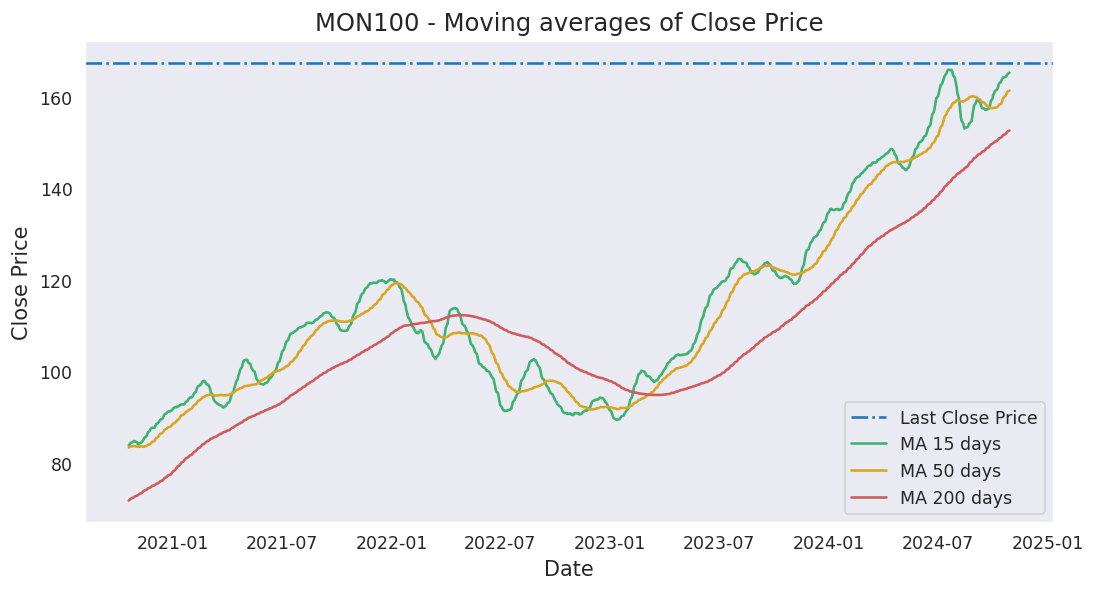 MON100 - Moving averages of Close Price
Close Price
160
140
120
100
80
Last Close Price
MA 15 days
MA 50 days
MA 200 days
2021-01 2021-07 2022-01 2022-07 2023-01 2023-07 2024-01 2024-07 2025-01
Date